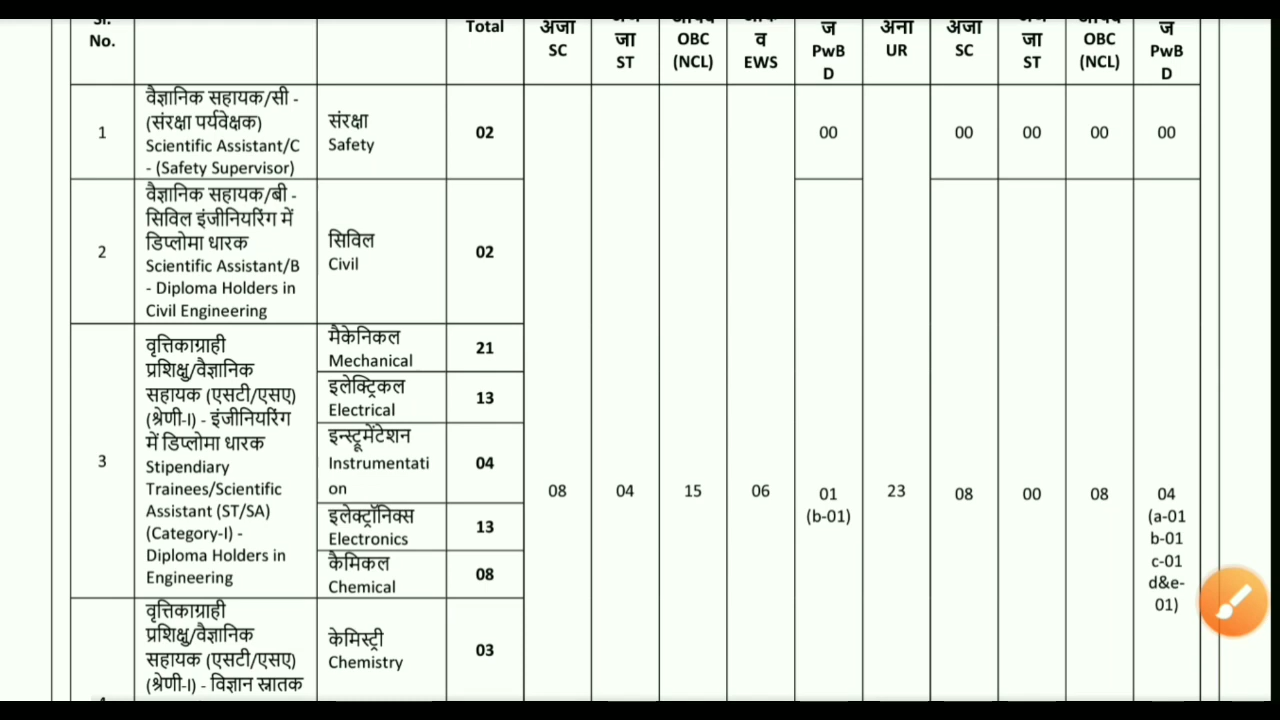 No.
Total
अजा
SC
जा
ST
OBC
(NCL)
व
EWS
ज
PwB
D
अना
UR
अजा
SC
जा
ST
OBC
(NCL)
ज
PwB
D
1
वैज्ञानिक सहायक/सी -
(संरक्षा पर्यवेक्षक)
Scientific Assistant/C
- (Safety Supervisor)
संरक्षा
Safety
02
00
00
00
00
00
2
वैज्ञानिक सहायक/बी -
सिविल इंजीनियरिंग में
डिप्लोमा धारक
Scientific Assistant/B
- Diploma Holders in
Civil Engineering
सिविल
Civil
02
3
वृत्तिकाग्राही
प्रशिक्षु/वैज्ञानिक
सहायक (एसटी/एसए)
(श्रेणी-I) - इंजीनियरिंग
में डिप्लोमा धारक
Stipendiary
Trainees/Scientific
Assistant (ST/SA)
(Category-I) -
Diploma Holders in
Engineering
मैकेनिकल
Mechanical
21
इलेक्ट्रिकल
Electrical
13
इन्स्ट्रूमेंटेशन
Instrumentati
on
04
इलेक्ट्रॉनिक्स
Electronics
13
कैमिकल
Chemical
08
08
04
15
06
01
(b-01)
23
08
00
08
04
(a-01
b-01
c-01
d&e-
01)
वृत्तिकाग्राही
प्रशिक्षु/वैज्ञानिक
सहायक (एसटी/एसए)
(श्रेणी-I) - विज्ञान स्नातक
केमिस्ट्री
Chemistry
03